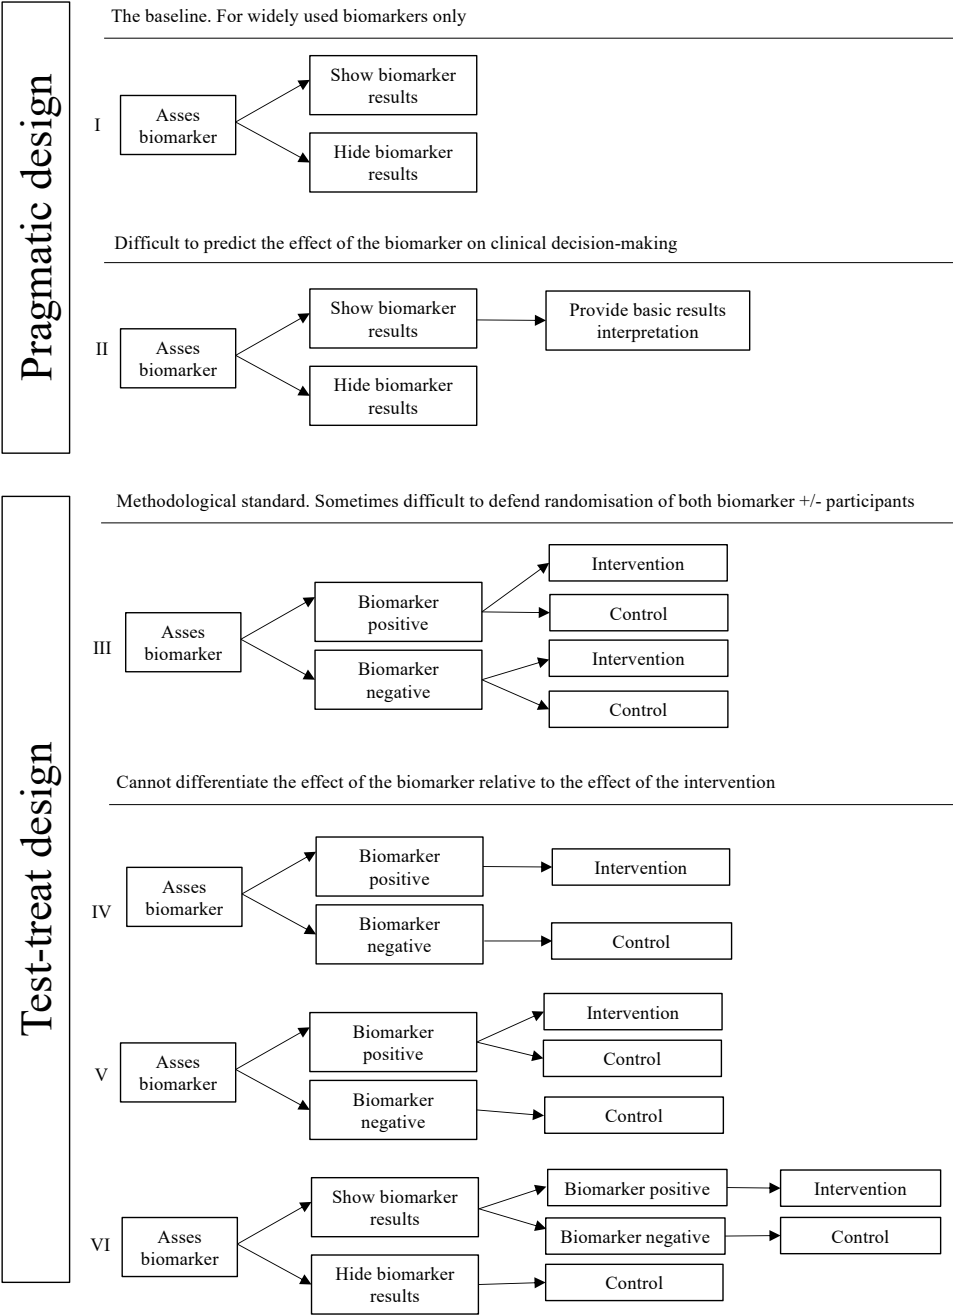 Pragmatic design
The baseline. For widely used biomarkers only
I
Asses
biomarker
Show biomarker
results
Hide biomarker
results
Difficult to predict the effect of the biomarker on clinical decision-making
II
Asses
biomarker
Show biomarker
results
Provide basic results
interpretation
Hide biomarker
results
Test-treat design
Methodological standard. Sometimes difficult to defend randomisation of both biomarker +/- participants
III
Asses
biomarker
Biomarker
positive
Intervention
Control
Biomarker
negative
Intervention
Control
Cannot differentiate the effect of the biomarker relative to the effect of the intervention
IV
Asses
biomarker
Biomarker
positive
Intervention
Biomarker
negative
Control
V
Asses
biomarker
Biomarker
positive
Intervention
Control
Biomarker
negative
Control
VI
Asses
biomarker
Show biomarker
results
Biomarker positive
Intervention
Biomarker negative
Control
Hide biomarker
results
Control